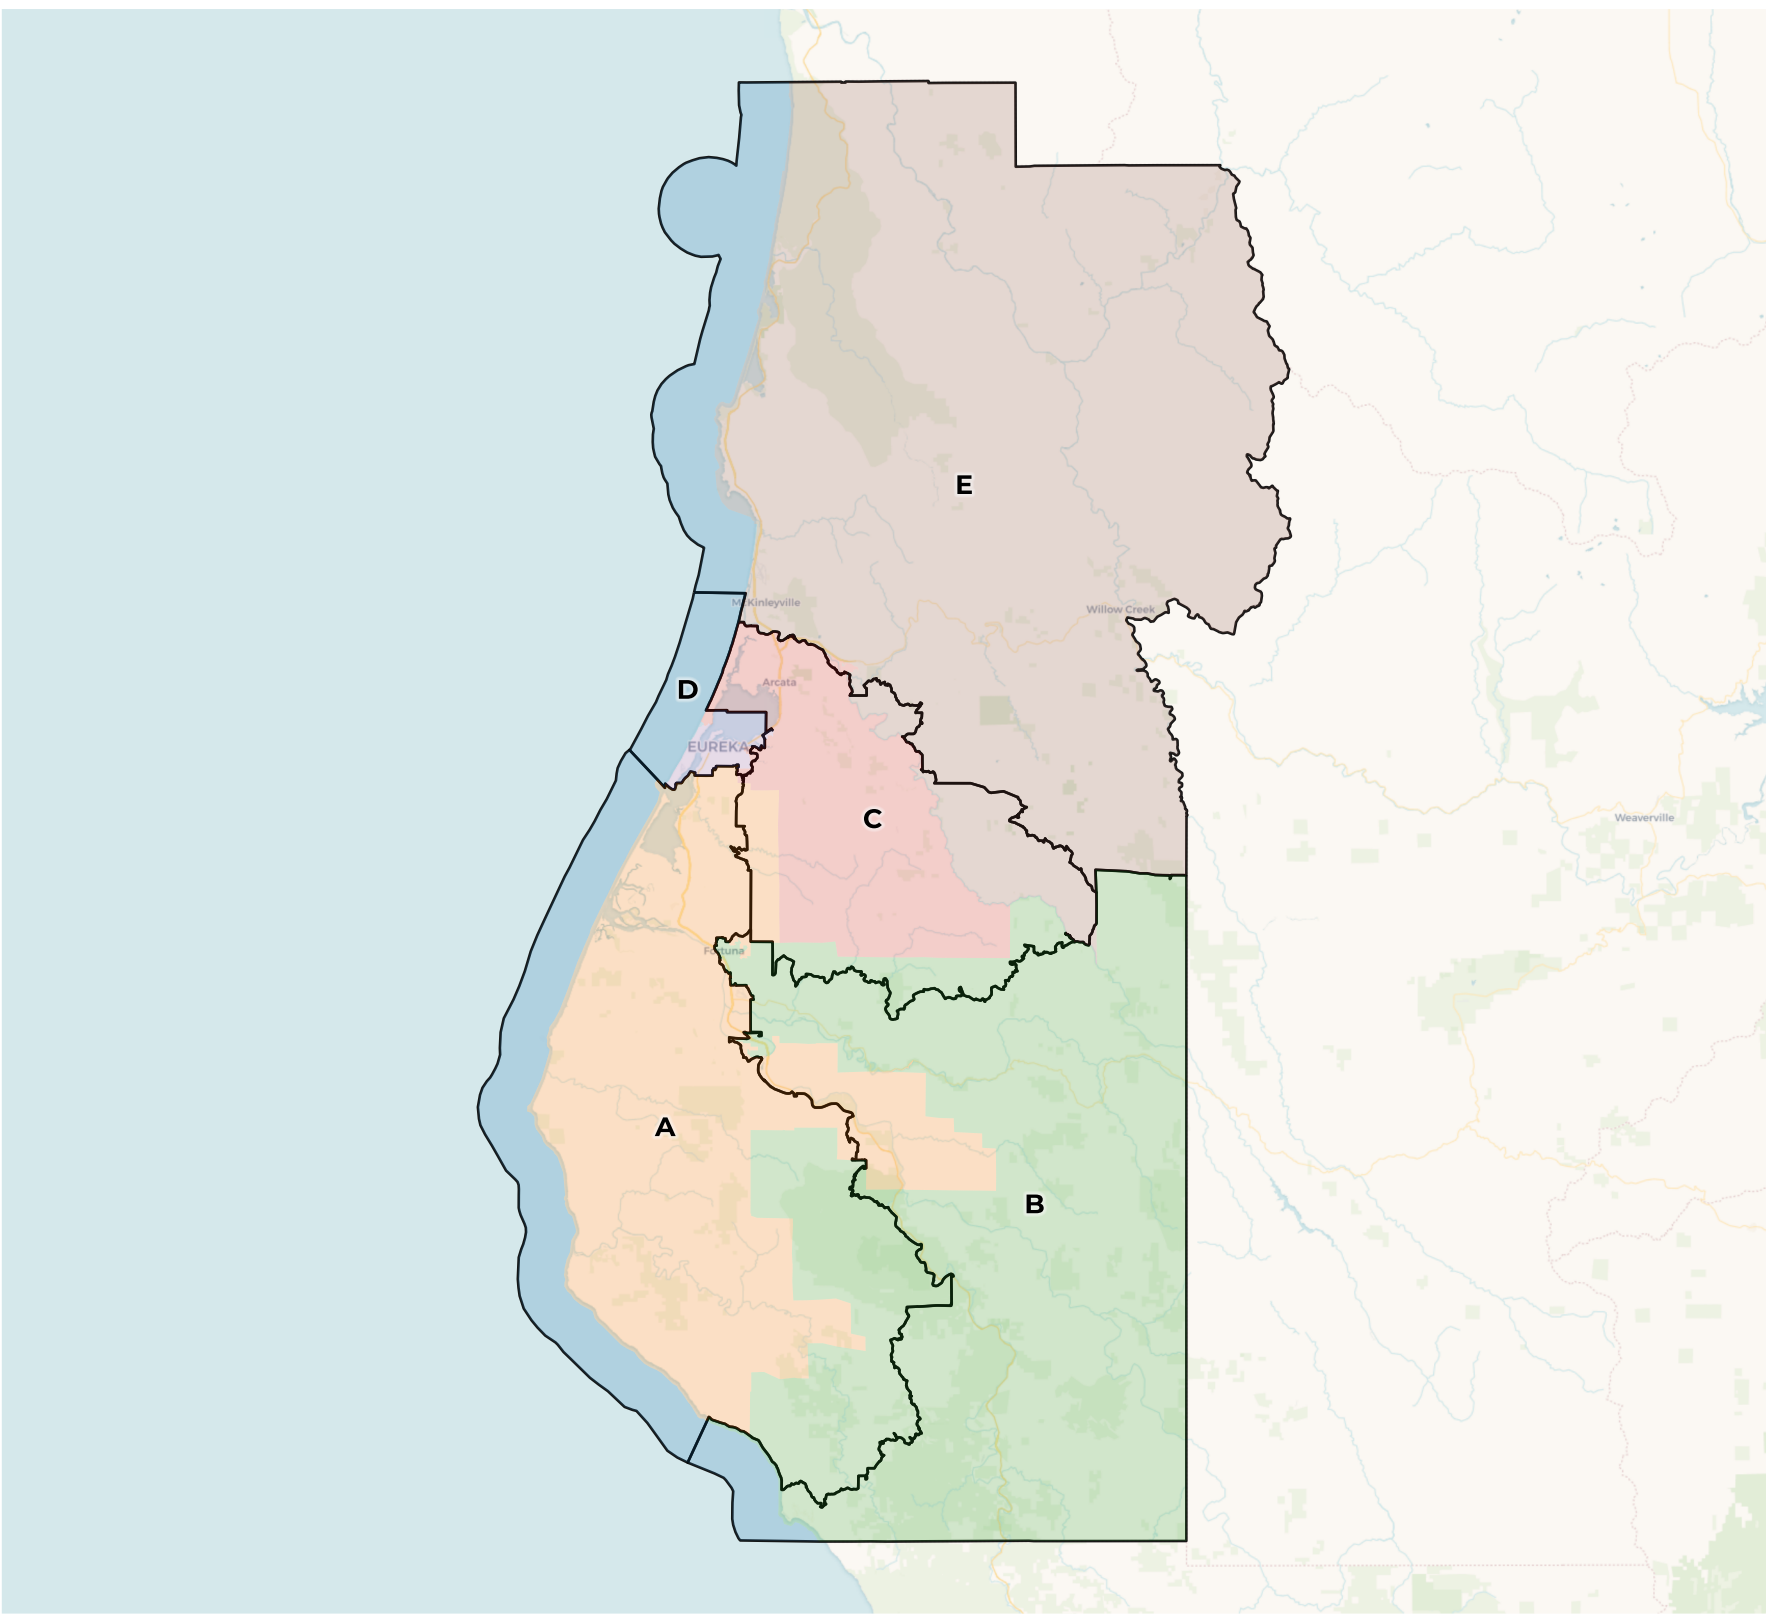 E
McKinleyville
Willow Creek
Arcata
D
EUREKA
C
Weaverville
Fortuna
A
B